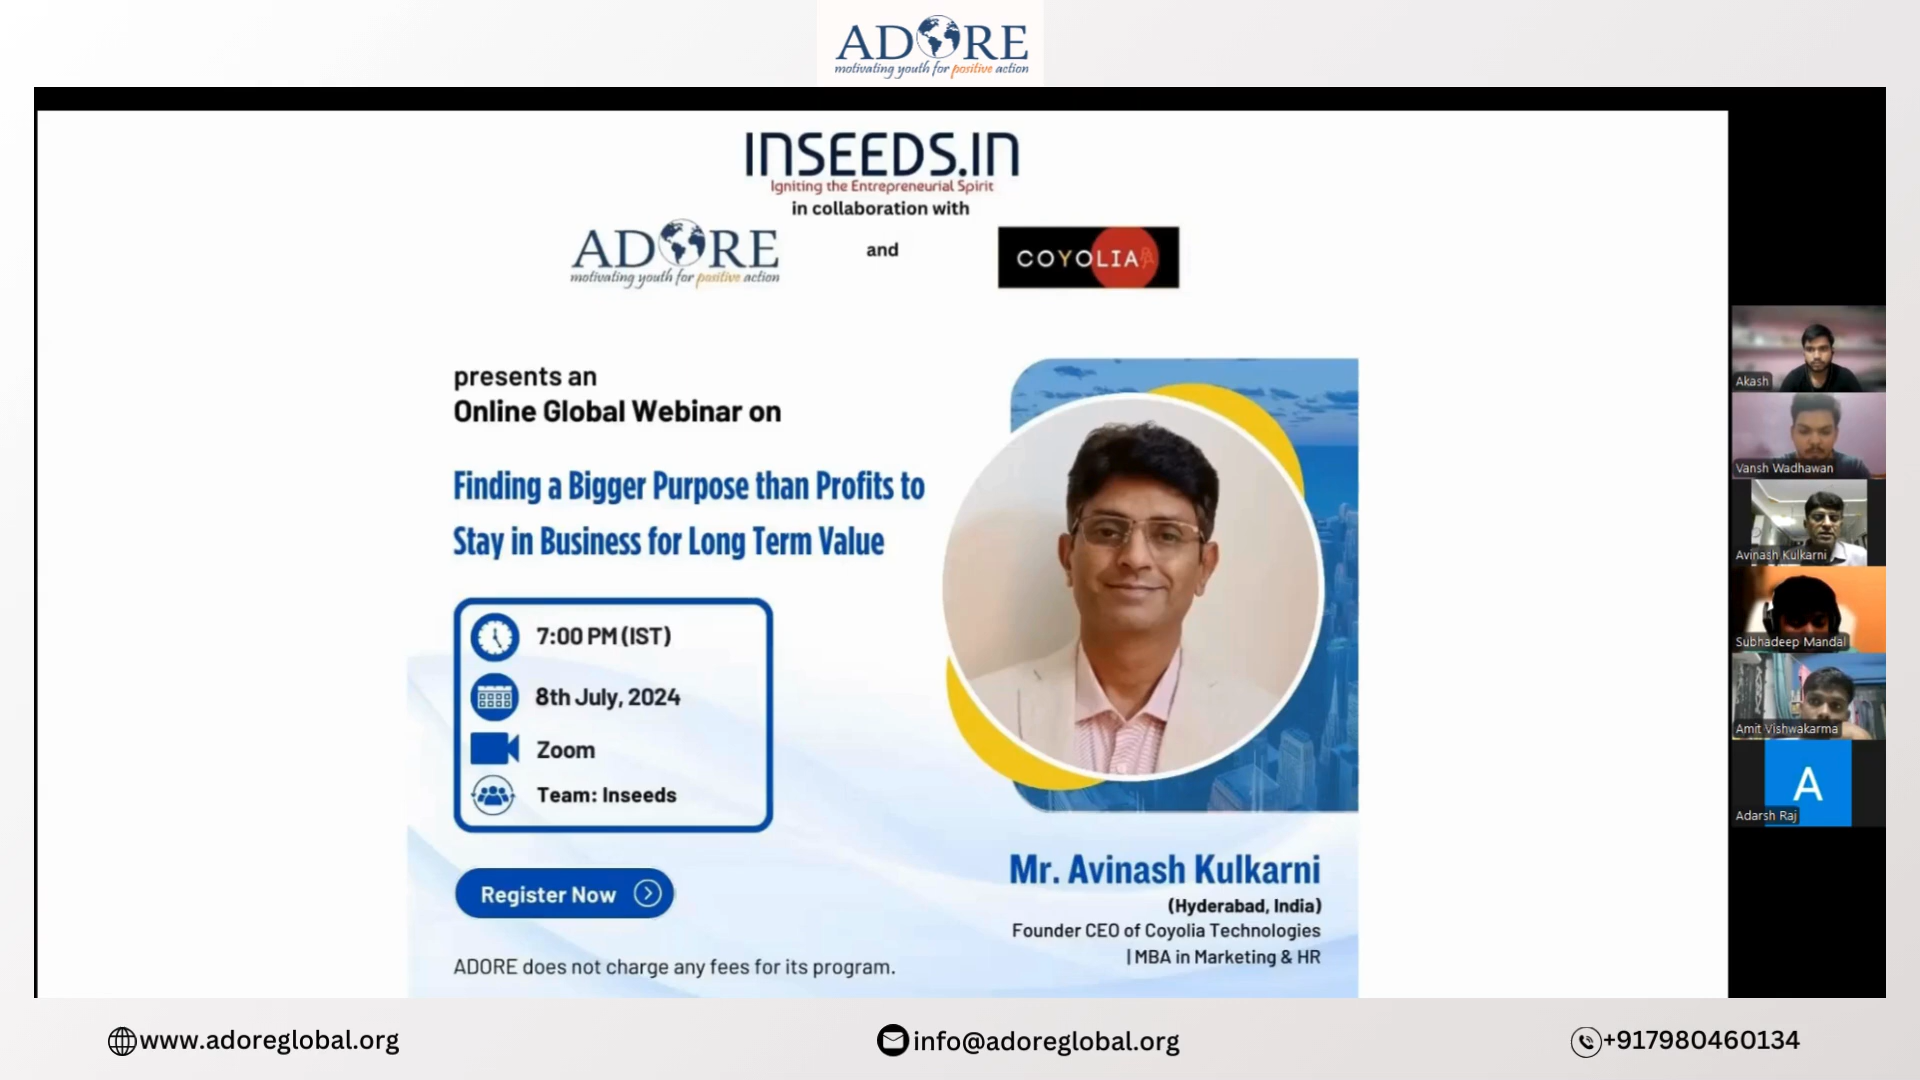 ADORE
motivating youth for positive action
INSEEDS.IN
Igniting the Entrepreneurial Spirit
in collaboration with
ADORE
motivating youth for positive action
and
COYOLIA
presents an
Online Global Webinar on
Finding a Bigger Purpose than Profits to
Stay in Business for Long Term Value
7:00 PM (IST)
8th July, 2024
Zoom
Team: Inseeds
Register Now
ADORE does not charge any fees for its program.
Mr. Avinash Kulkarni
(Hyderabad, India)
Founder CEO of Coyolia Technologies
| MBA in Marketing & HR
Akash
Vansh Wadhawan
Avinash Kulkarni
Subhadeep Mandal
Amit Vishwakarma
A
Adarsh Raj
www.adoreglobal.org
info@adoreglobal.org
+917980460134